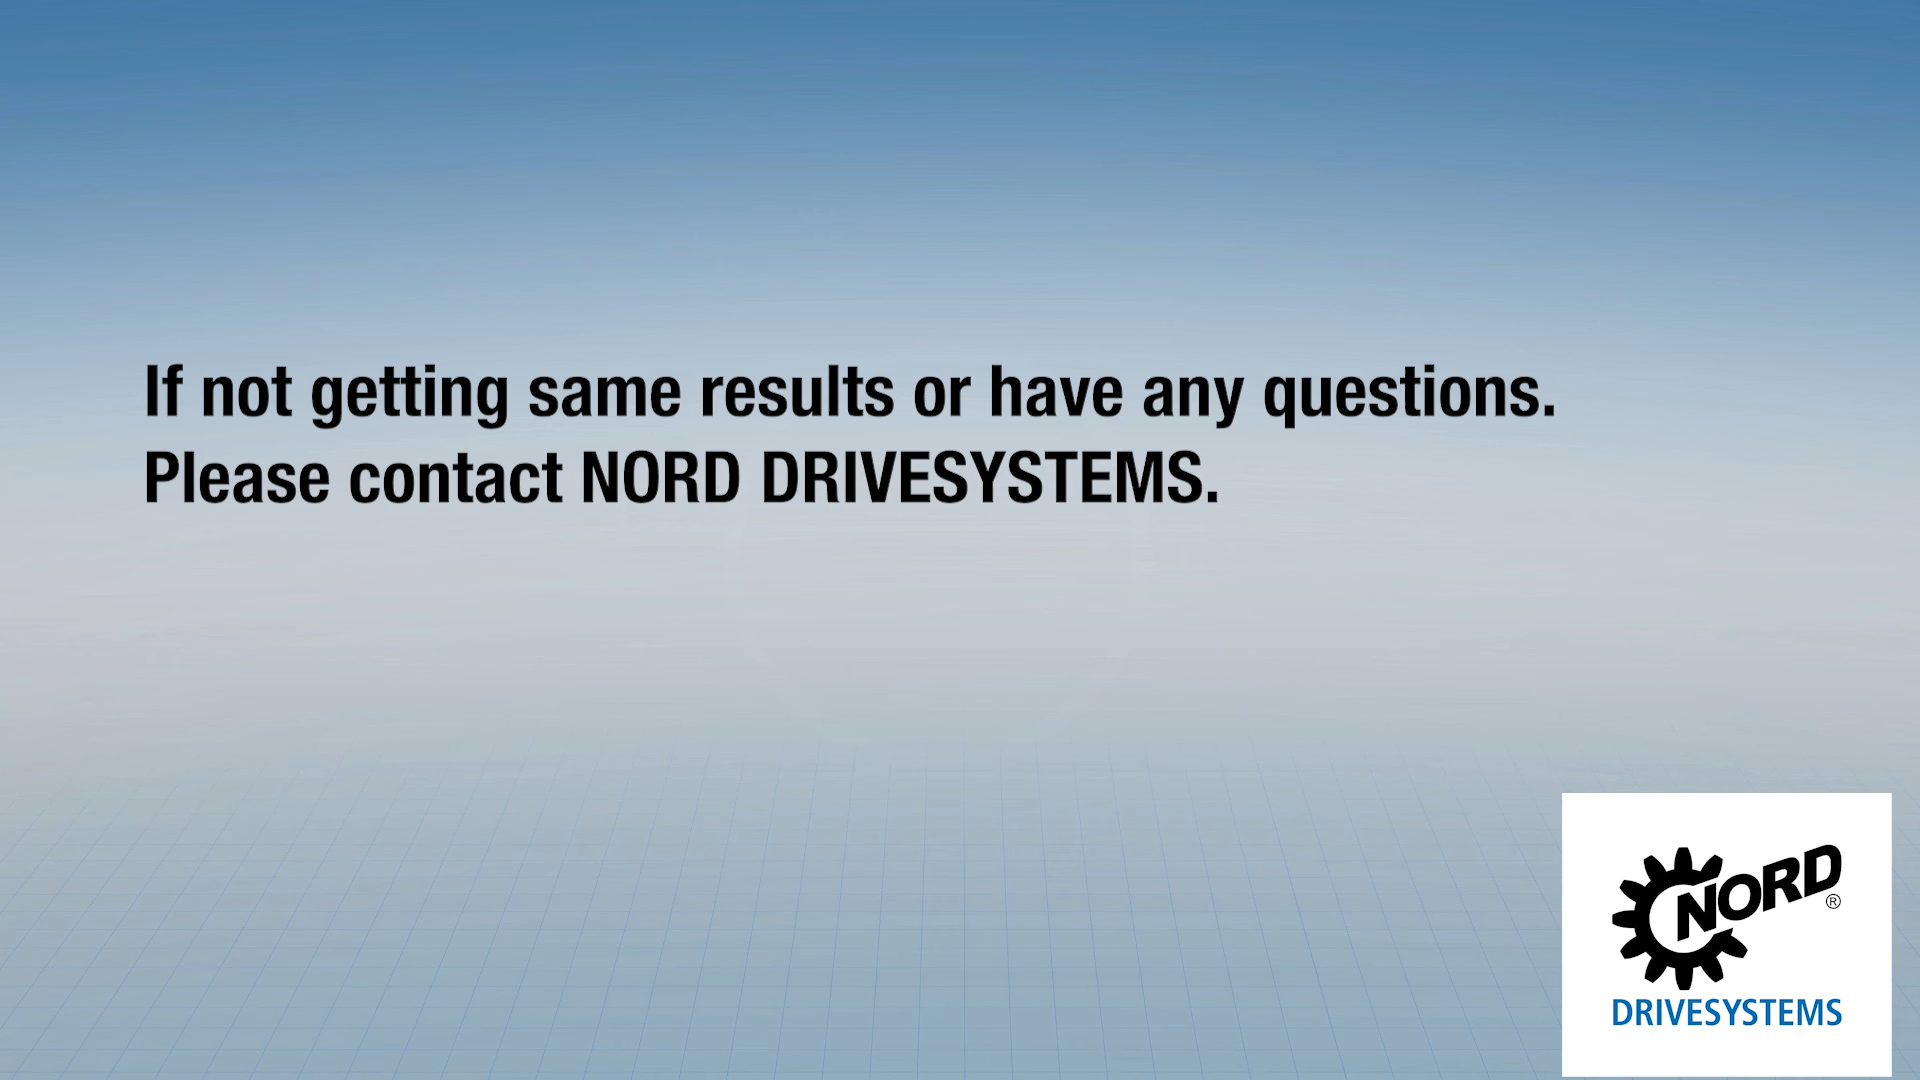 If not getting same results or have any questions.
Please contact NORD DRIVESYSTEMS.
NORD®
DRIVESYSTEMS